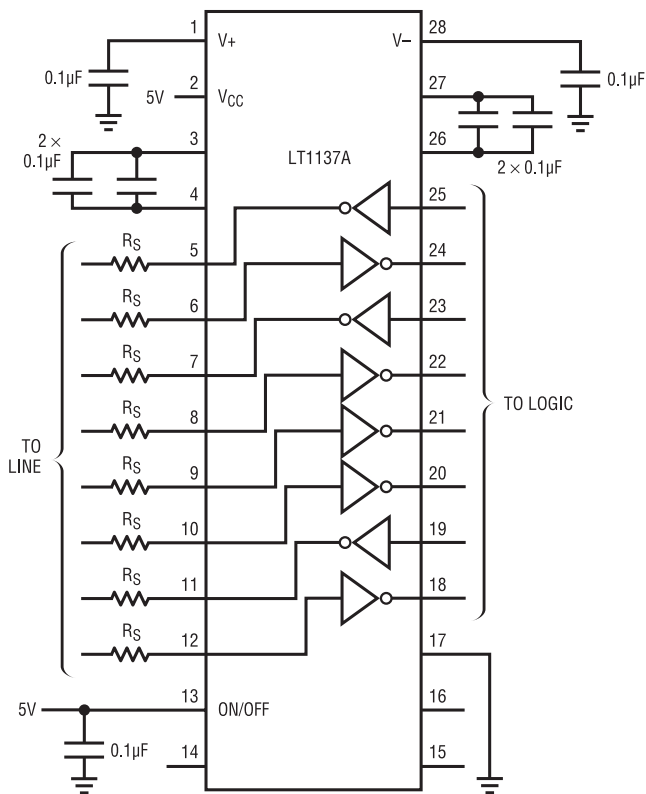 1
V+
V–
28
0.1µF
0.1µF
2
5V
VCC
27
3
2 ×
0.1µF
26
LT1137A
2 × 0.1µF
4
25
RS
5
24
RS
6
23
RS
7
22
RS
8
21
TO LOGIC
TO
LINE
RS
9
20
RS
10
19
RS
11
18
RS
12
17
5V
13
ON/OFF
16
0.1µF
14
15